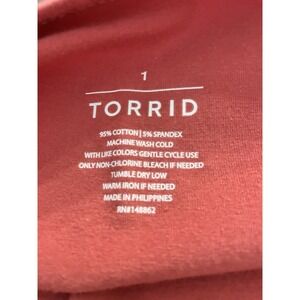 1
TORRID
95% COTTON | 5% SPANDEX
MACHINE WASH COLD
WITH LIKE COLORS GENTLE CYCLE USE
ONLY NON-CHLORINE BLEACH IF NEEDED
TUMBLE DRY LOW
WARM IRON IF NEEDED
MADE IN PHILIPPINES
RN#148862